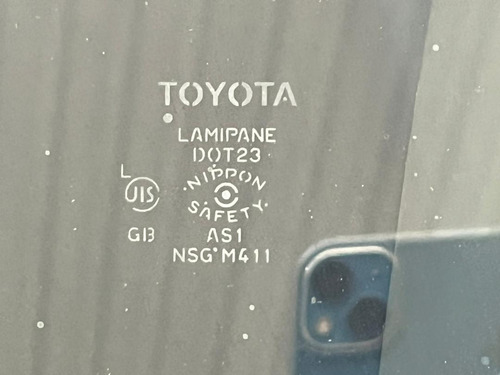 TOYOTA
LAMIPANE
DOT23
L
·NIPPON·
JIS
SAFETY
GB
AS1
NSG M411